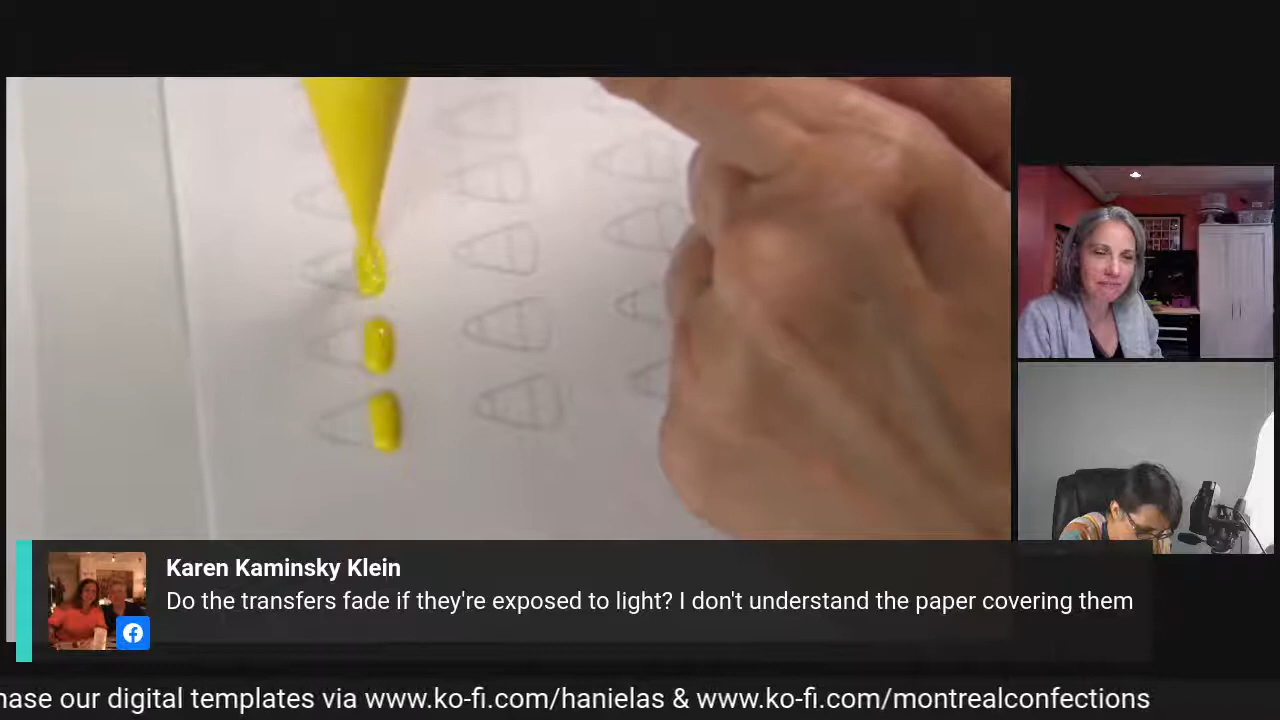 Karen Kaminsky Klein
Do the transfers fade if they're exposed to light? I don't understand the paper covering them
our digital templates via www.ko-fi.com/hanielas & www.ko-fi.com/montrealconfections